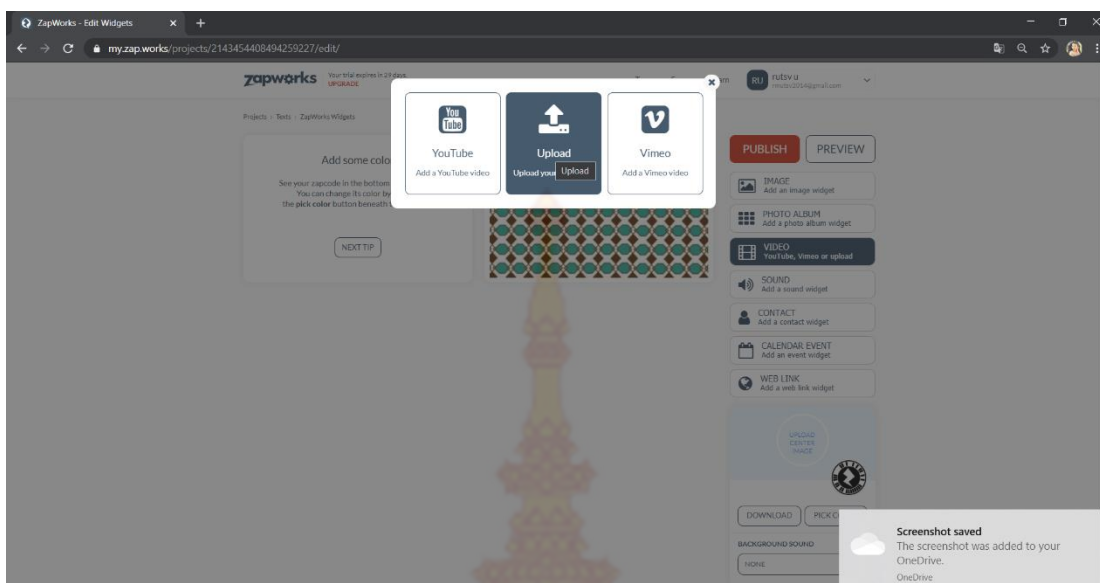 ZapWorks - Edit Widgets
my.zap.works/projects/2143454408494259227/edit/
zapworks
Your trial expires in 29 days.
UPGRADE
RU
rutsv u
Projects > Tests > ZapWorks Widgets
Add some colo
See your zapcode in the bottom
You can change its color by
the pick color button beneath
NEXT TIP
You
Tube
YouTube
Add a YouTube video
Upload
Upload your
Upload
Vimeo
Add a Vimeo video
PUBLISH
PREVIEW
IMAGE
Add an image widget
PHOTO ALBUM
Add a photo album widget
VIDEO
YouTube, Vimeo or upload
SOUND
Add a sound widget
CONTACT
Add a contact widget
CALENDAR EVENT
Add an event widget
WEB LINK
Add a web link widget
UPLOAD
CENTER
IMAGE
DOWNLOAD
PICK C
BACKGROUND SOUND
NONE
Screenshot saved
The screenshot was added to your
OneDrive.
OneDrive